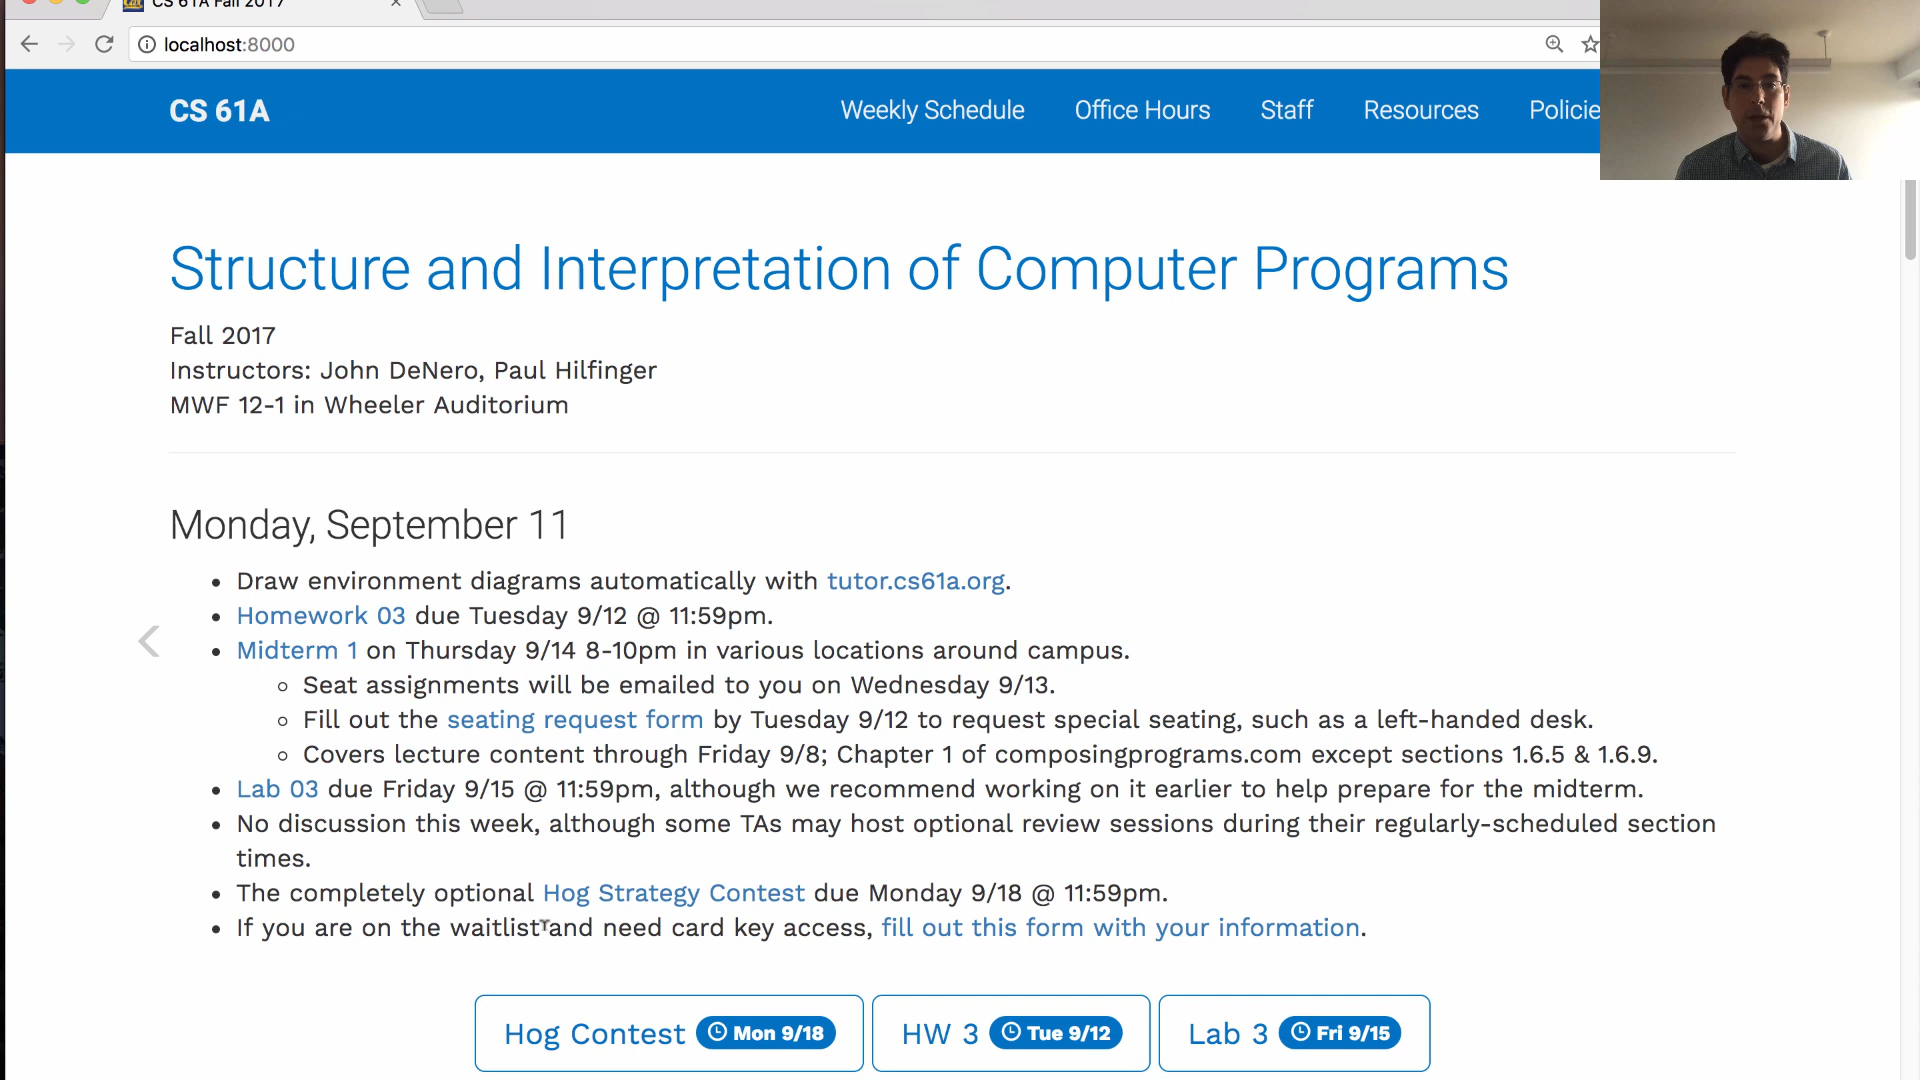 CS 61A Fall 2017
localhost:8000
CS 61A
Weekly Schedule
Office Hours
Staff
Resources
Policie
Structure and Interpretation of Computer Programs
Fall 2017
Instructors: John DeNero, Paul Hilfinger
MWF 12-1 in Wheeler Auditorium
Monday, September 11
Draw environment diagrams automatically with tutor.cs61a.org.
Homework 03 due Tuesday 9/12 @ 11:59pm.
Midterm 1 on Thursday 9/14 8-10pm in various locations around campus.
Seat assignments will be emailed to you on Wednesday 9/13.
Fill out the seating request form by Tuesday 9/12 to request special seating, such as a left-handed desk.
Covers lecture content through Friday 9/8; Chapter 1 of composingprograms.com except sections 1.6.5 & 1.6.9.
Lab 03 due Friday 9/15 @ 11:59pm, although we recommend working on it earlier to help prepare for the midterm.
No discussion this week, although some TAs may host optional review sessions during their regularly-scheduled section
times.
The completely optional Hog Strategy Contest due Monday 9/18 @ 11:59pm.
If you are on the waitlist and need card key access, fill out this form with your information.
Hog Contest Mon 9/18
HW 3 Tue 9/12
Lab 3 Fri 9/15